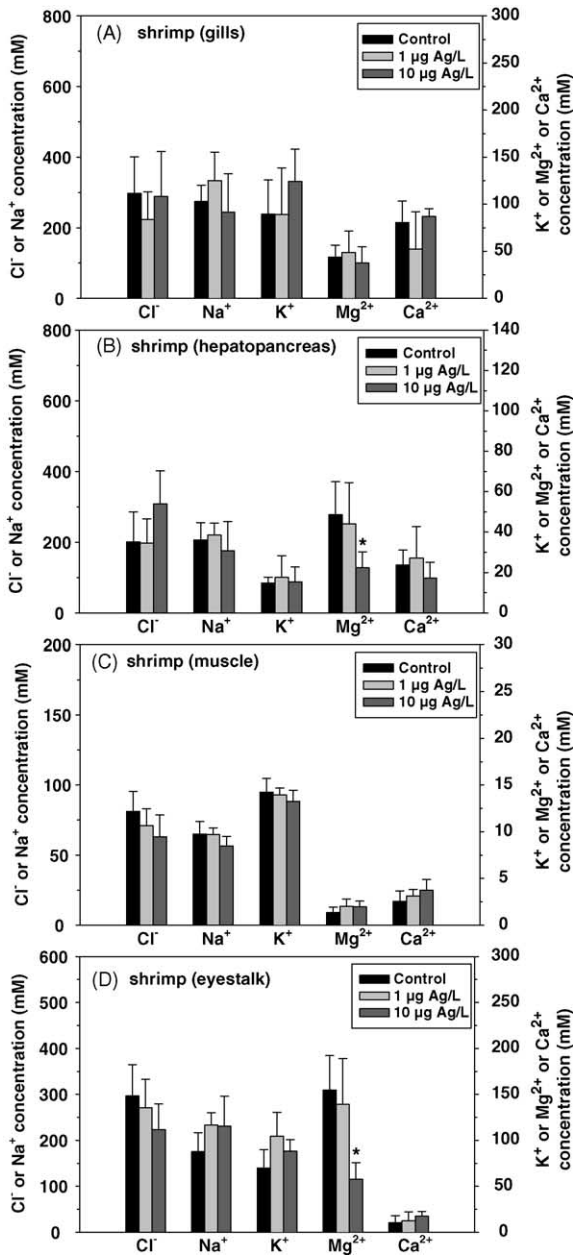 (A) shrimp (gills)
Control
1 µg Ag/L
10 µg Ag/L
Cl⁻ or Na⁺ concentration (mM)
800
600
400
200
0
K⁺ or Mg²⁺ or Ca²⁺
concentration (mM)
300
250
200
150
100
50
0
Cl⁻ Na⁺ K⁺ Mg²⁺ Ca²⁺
(B) shrimp (hepatopancreas)
Control
1 µg Ag/L
10 µg Ag/L
Cl⁻ or Na⁺ concentration (mM)
800
600
400
200
0
K⁺ or Mg²⁺ or Ca²⁺
concentration (mM)
140
120
100
80
60
40
20
0
*
Cl⁻ Na⁺ K⁺ Mg²⁺ Ca²⁺
(C) shrimp (muscle)
Control
1 µg Ag/L
10 µg Ag/L
Cl⁻ or Na⁺ concentration (mM)
200
150
100
50
0
K⁺ or Mg²⁺ or Ca²⁺
concentration (mM)
30
25
20
15
10
5
0
Cl⁻ Na⁺ K⁺ Mg²⁺ Ca²⁺
(D) shrimp (eyestalk)
Control
1 µg Ag/L
10 µg Ag/L
Cl⁻ or Na⁺ concentration (mM)
600
500
400
300
200
100
0
K⁺ or Mg²⁺ or Ca²⁺
concentration (mM)
300
250
200
150
100
50
0
*
Cl⁻ Na⁺ K⁺ Mg²⁺ Ca²⁺